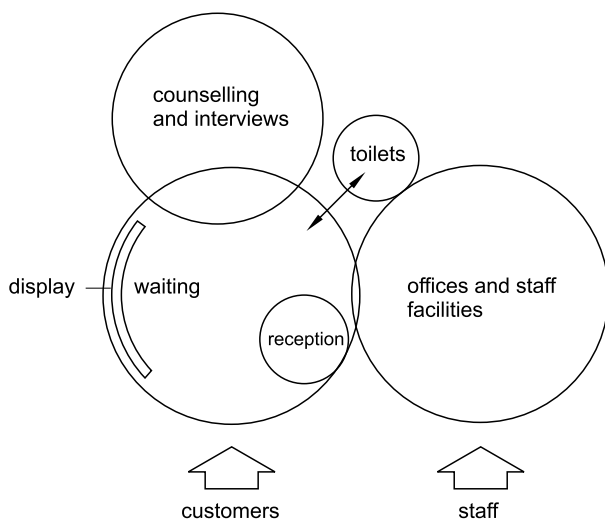 counselling
and interviews
toilets
display
waiting
offices and staff
facilities
reception
customers
staff